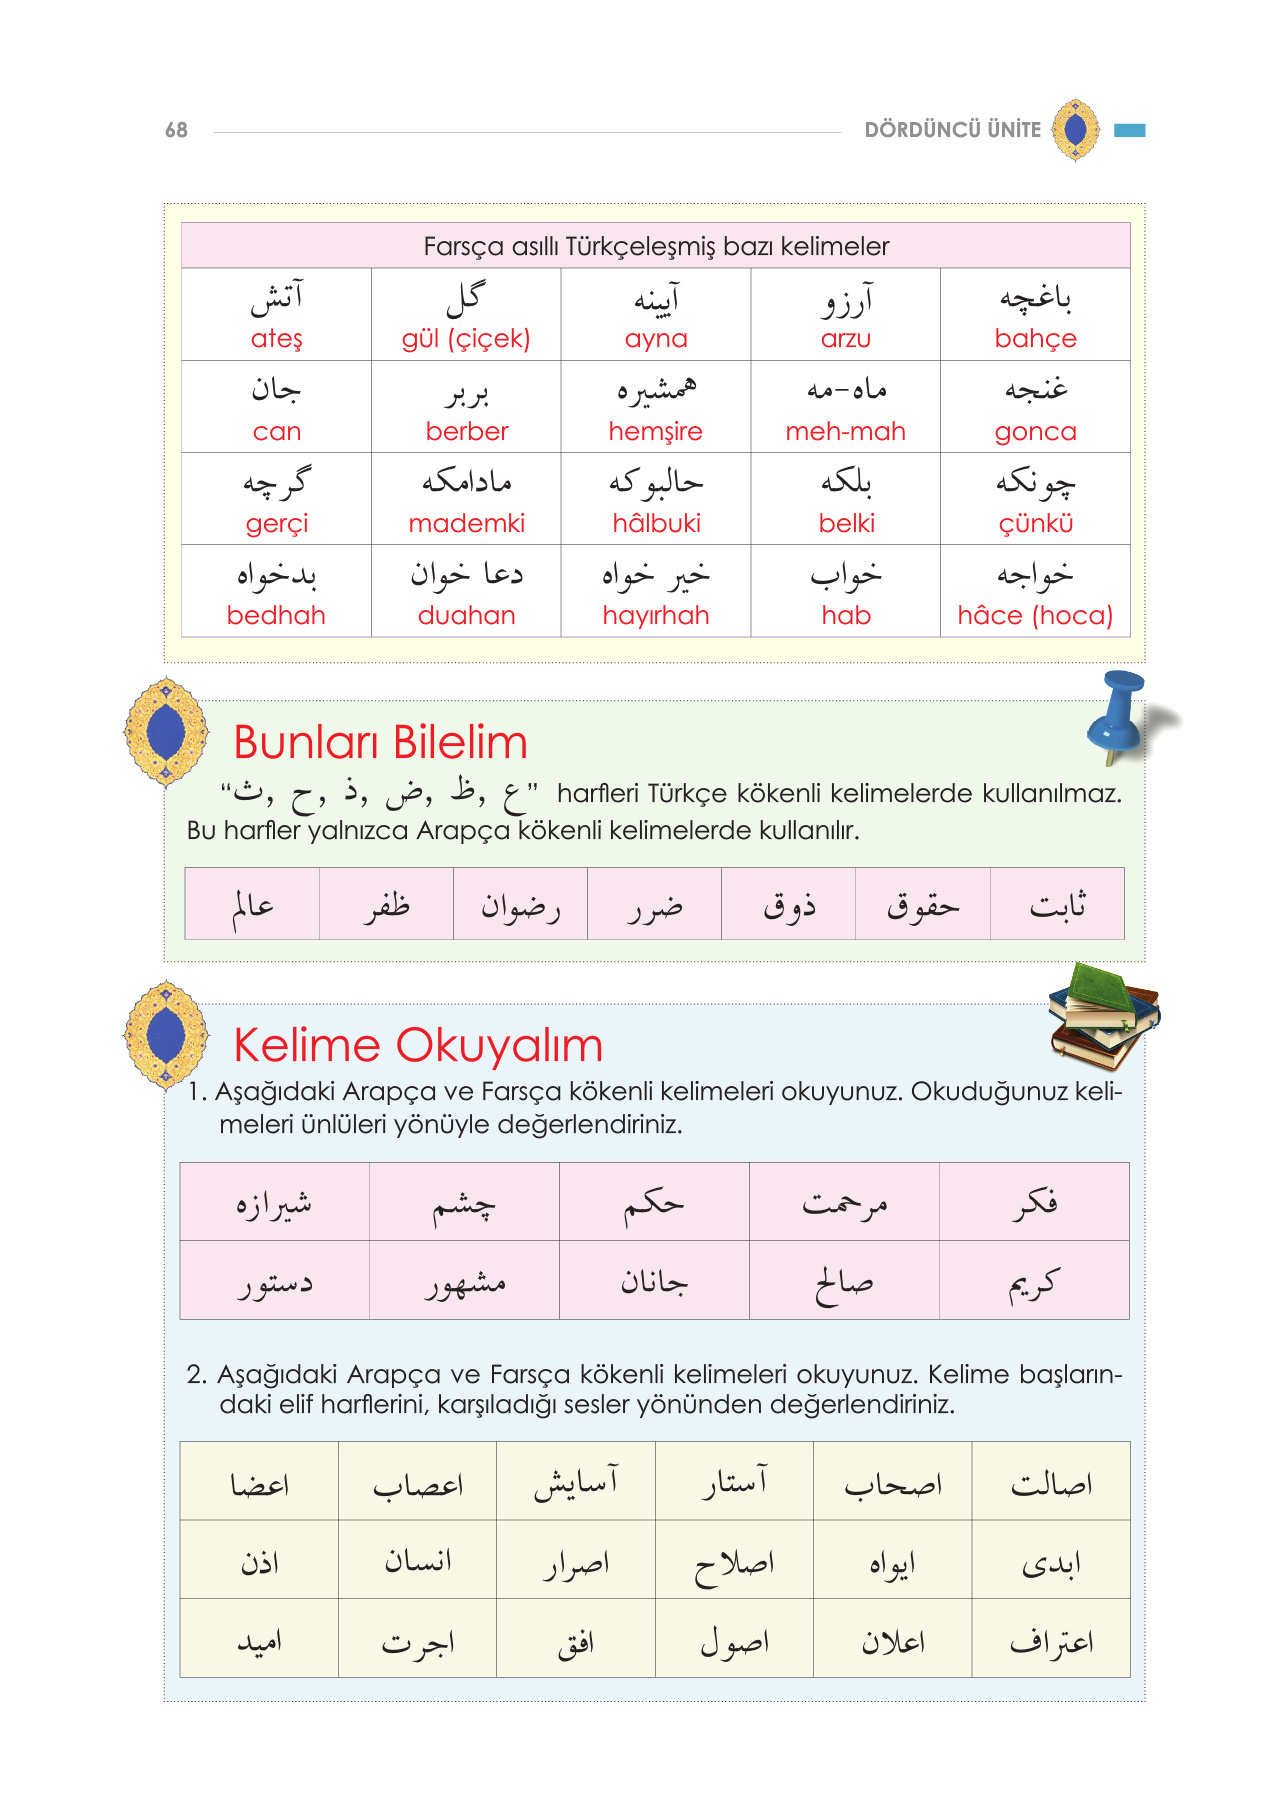 68 DÖRDÜNCÜ ÜNİTE
Farsça asıllı Türkçeleşmiş bazı kelimeler
آتش گل آيينه آرزو باغچه
ateş gül (çiçek) ayna arzu bahçe
جان بربر همشيره ماه-مه غنجه
can berber hemşire meh-mah gonca
گرچه مادامكه حالبوكه بلكه چونكه
gerçi mademki hâlbuki belki çünkü
بدخواه دعا خوان خير خواه خواب خواجه
bedhah duahan hayırhah hab hâce (hoca)
Bunları Bilelim
“ث, ح, ذ, ض, ظ, ع” harfleri Türkçe kökenli kelimelerde kullanılmaz.
Bu harfler yalnızca Arapça kökenli kelimelerde kullanılır.
عالم ظفر رضوان ضرر ذوق حقوق ثابت
Kelime Okuyalım
1. Aşağıdaki Arapça ve Farsça kökenli kelimeleri okuyunuz. Okuduğunuz keli-
meleri ünlüleri yönüyle değerlendiriniz.
شيرازه چشم حكم مرحمت فكر
دستور مشهور جانان صالح كريم
2. Aşağıdaki Arapça ve Farsça kökenli kelimeleri okuyunuz. Kelime başların-
daki elif harflerini, karşıladığı sesler yönünden değerlendiriniz.
اعضا اعصاب آسايش آستار اصحاب اصالت
اذن انسان اصرار اصلاح ايواه ابدى
اميد اجرت افق اصول اعلان اعتراف